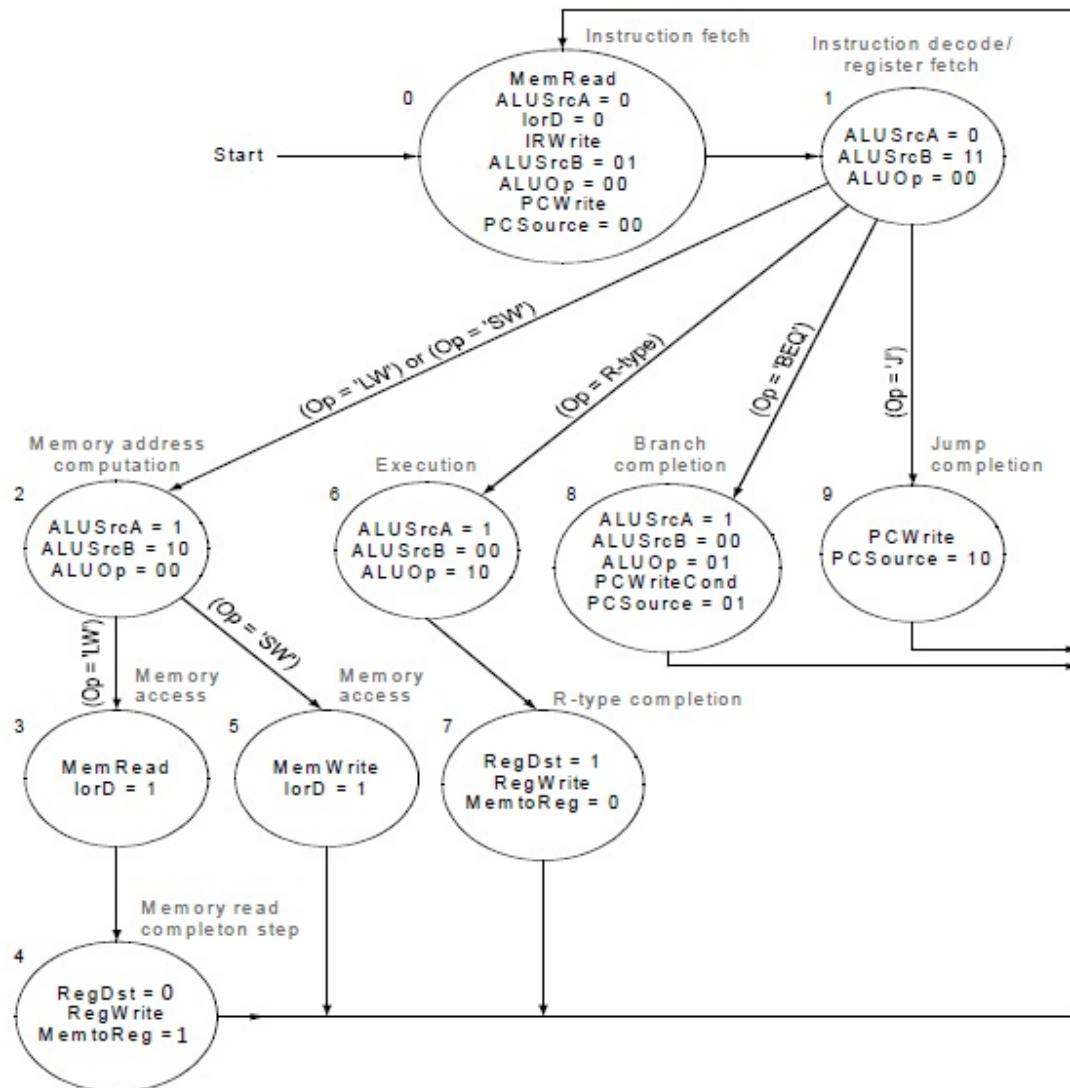 Instruction fetch
Instruction decode/
register fetch
0
MemRead
ALUSrcA = 0
IorD = 0
IRWrite
ALUSrcB = 01
ALUOp = 00
PCWrite
PCSource = 00
1
ALUSrcA = 0
ALUSrcB = 11
ALUOp = 00
Start
(Op = 'LW') or (Op = 'SW')
(Op = R-type)
(Op = 'BEQ')
(Op = 'J')
Memory address
computation
2
ALUSrcA = 1
ALUSrcB = 10
ALUOp = 00
Execution
6
ALUSrcA = 1
ALUSrcB = 00
ALUOp = 10
Branch
completion
8
ALUSrcA = 1
ALUSrcB = 00
ALUOp = 01
PCWriteCond
PCSource = 01
Jump
completion
9
PCWrite
PCSource = 10
(Op = 'LW')
(Op = 'SW')
Memory
access
3
MemRead
IorD = 1
Memory
access
5
MemWrite
IorD = 1
R-type completion
7
RegDst = 1
RegWrite
MemtoReg = 0
Memory read
completon step
4
RegDst = 0
RegWrite
MemtoReg = 1